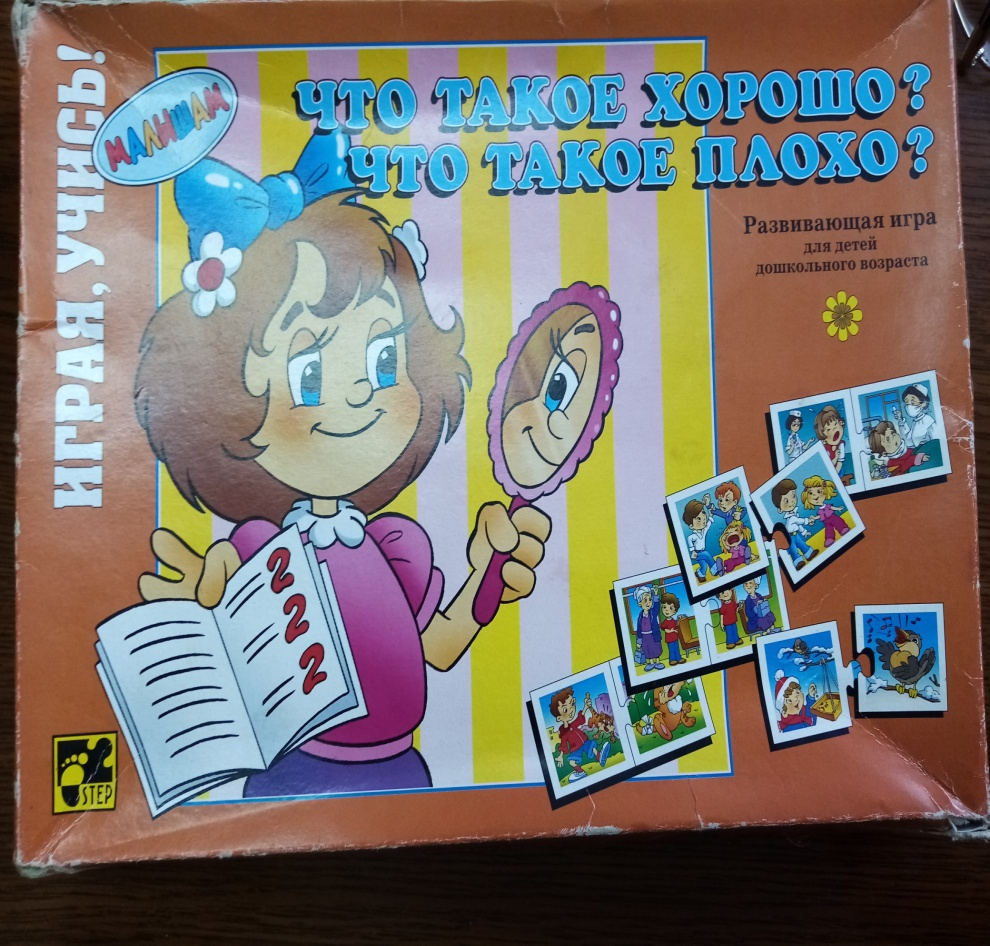 ИГРАЯ, УЧИСЬ!
МАЛЫШАМ
ЧТО ТАКОЕ ХОРОШО?
ЧТО ТАКОЕ ПЛОХО?
Развивающая игра
для детей
дошкольного возраста
2
2
2
STEP